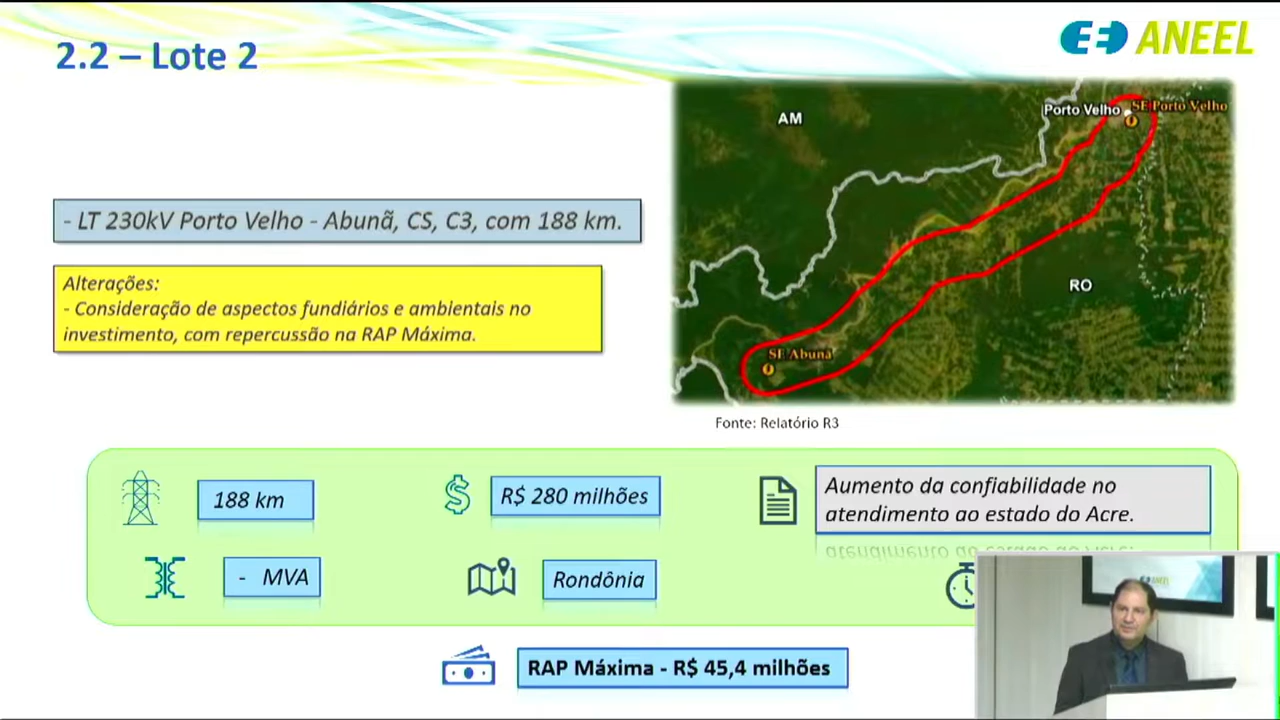 2.2 – Lote 2
ANEEL
AM
Porto Velho
SE Porto Velho
- LT 230kV Porto Velho - Abunã, CS, C3, com 188 km.
Alterações:
- Consideração de aspectos fundiários e ambientais no
investimento, com repercussão na RAP Máxima.
RO
SE Abunã
Fonte: Relatório R3
188 km
R$ 280 milhões
Aumento da confiabilidade no
atendimento ao estado do Acre.
- MVA
Rondônia
RAP Máxima - R$ 45,4 milhões
ANEEL